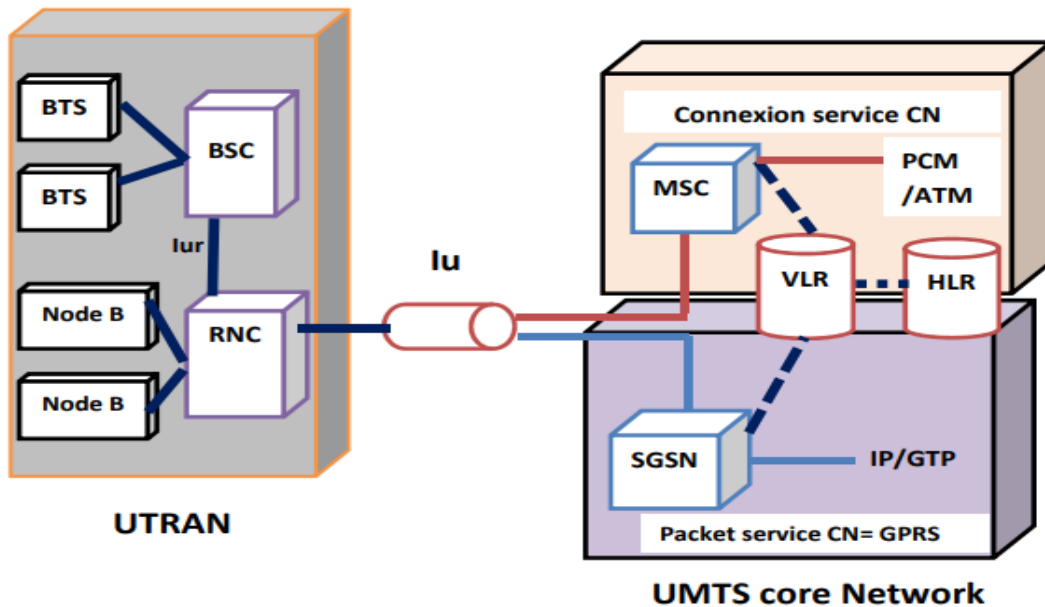 BTS
BTS
BSC
Iur
Node B
Node B
RNC
UTRAN
Iu
Connexion service CN
MSC
PCM
/ATM
VLR
HLR
SGSN
IP/GTP
Packet service CN= GPRS
UMTS core Network